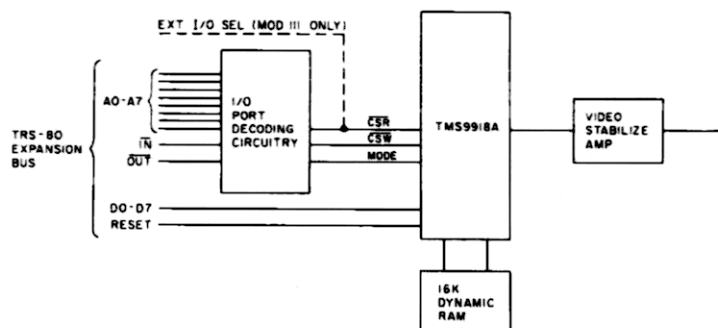 EXT I/O SEL (MOD III ONLY)
A0-A7
I/O
PORT
DECODING
CIRCUITRY
TRS-80
EXPANSION
BUS
IN
OUT
CSR
CSW
MODE
TMS9918A
VIDEO
STABILIZE
AMP
D0-D7
RESET
16K
DYNAMIC
RAM